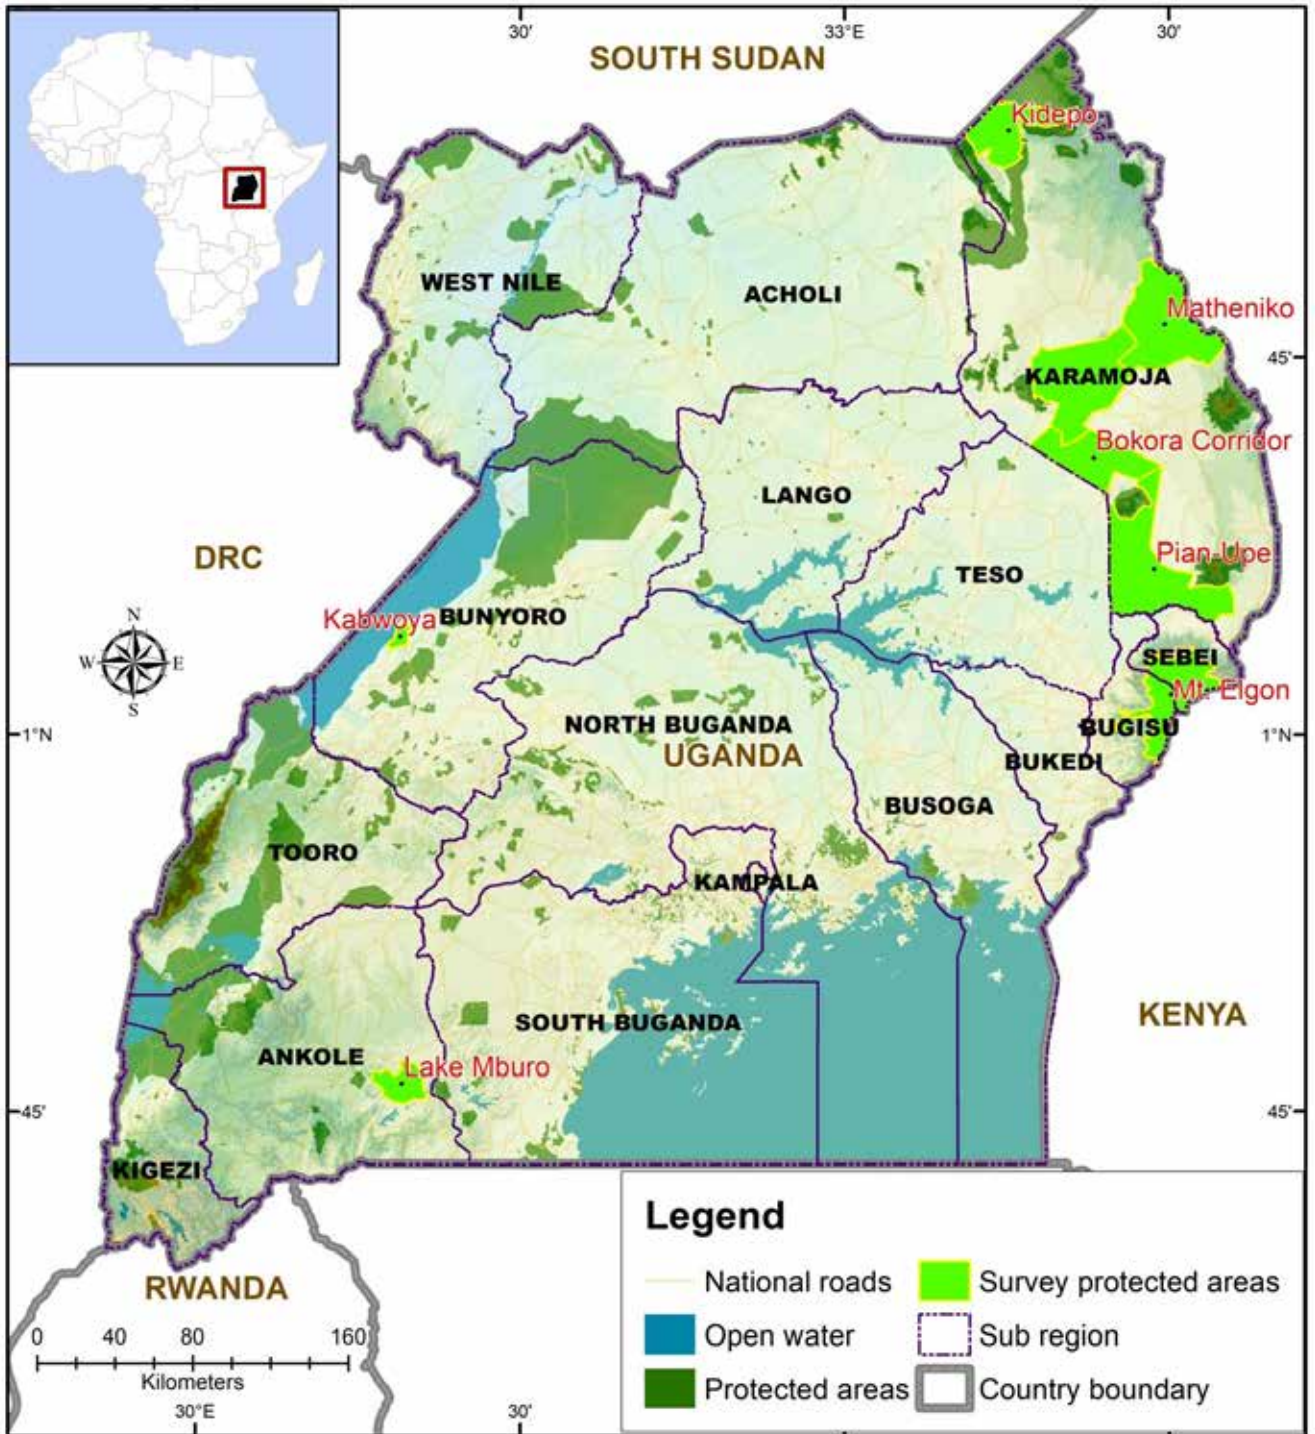 30'
33°E
30'
SOUTH SUDAN
Kidepo
WEST NILE
ACHOLI
Matheniko
45'
KARAMOJA
Bokora Corridor
LANGO
DRC
Pian-Upe
TESO
Kabwoya
BUNYORO
N
W
E
S
SEBEI
Mt. Elgon
NORTH BUGANDA
BUGISU
1°N
1°N
UGANDA
BUKEDI
BUSOGA
TOORO
KAMPALA
KENYA
SOUTH BUGANDA
ANKOLE
Lake Mburo
45'
45'
KIGEZI
RWANDA
0 40 80 160
Kilometers
30°E
30'
Legend
National roads
Survey protected areas
Open water
Sub region
Protected areas
Country boundary